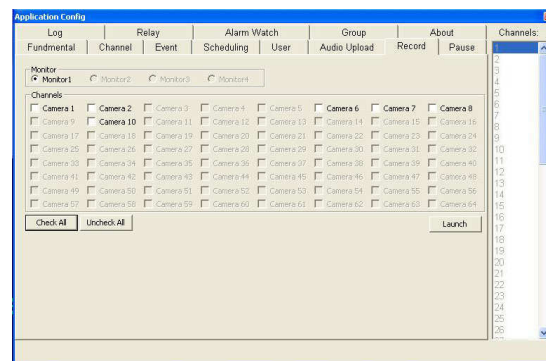 Application Config
Log Relay Alarm Watch Group About
Fundmental Channel Event Scheduling User Audio Upload Record Pause
Channels:
Monitor
Monitor1 Monitor2 Monitor3 Monitor4
Channels
Camera 1 Camera 2 Camera 3 Camera 4 Camera 5 Camera 6 Camera 7 Camera 8
Camera 9 Camera 10 Camera 11 Camera 12 Camera 13 Camera 14 Camera 15 Camera 16
Camera 17 Camera 18 Camera 19 Camera 20 Camera 21 Camera 22 Camera 23 Camera 24
Camera 25 Camera 26 Camera 27 Camera 28 Camera 29 Camera 30 Camera 31 Camera 32
Camera 33 Camera 34 Camera 35 Camera 36 Camera 37 Camera 38 Camera 39 Camera 40
Camera 41 Camera 42 Camera 43 Camera 44 Camera 45 Camera 46 Camera 47 Camera 48
Camera 49 Camera 50 Camera 51 Camera 52 Camera 53 Camera 54 Camera 55 Camera 56
Camera 57 Camera 58 Camera 59 Camera 60 Camera 61 Camera 62 Camera 63 Camera 64
Check All Uncheck All Launch
1
2
3
4
5
6
7
8
9
10
11
12
13
14
15
16
17
18
19
20
21
22
23
24
25
26